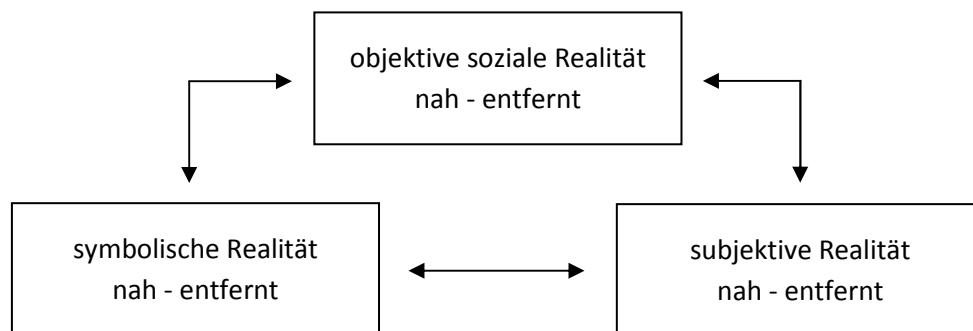 objektive soziale Realität
nah - entfernt
symbolische Realität
nah - entfernt
subjektive Realität
nah - entfernt